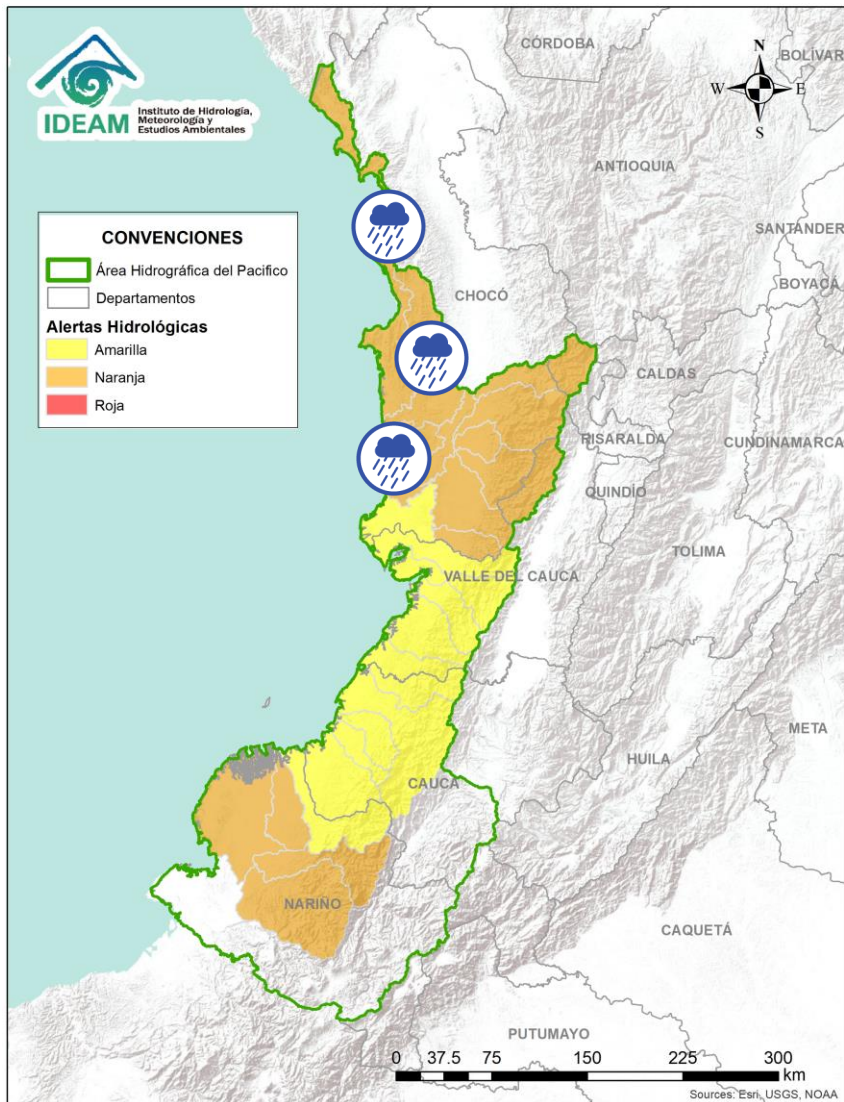 IDEAM
Instituto de Hidrología,
Meteorología y
Estudios Ambientales
CÓRDOBA
BOLÍVAR
N
W
E
S
ANTIOQUIA
SANTANDER
BOYACÁ
CONVENCIONES
Área Hidrográfica del Pacifico
Departamentos
Alertas Hidrológicas
Amarilla
Naranja
Roja
CHOCÓ
CALDAS
RISARALDA
CUNDINAMARCA
QUINDÍO
TOLIMA
VALLE DEL CAUCA
META
HUILA
CAUCA
NARIÑO
CAQUETÁ
PUTUMAYO
0 37.5 75 150 225 300
km
Sources: Esri, USGS, NOAA